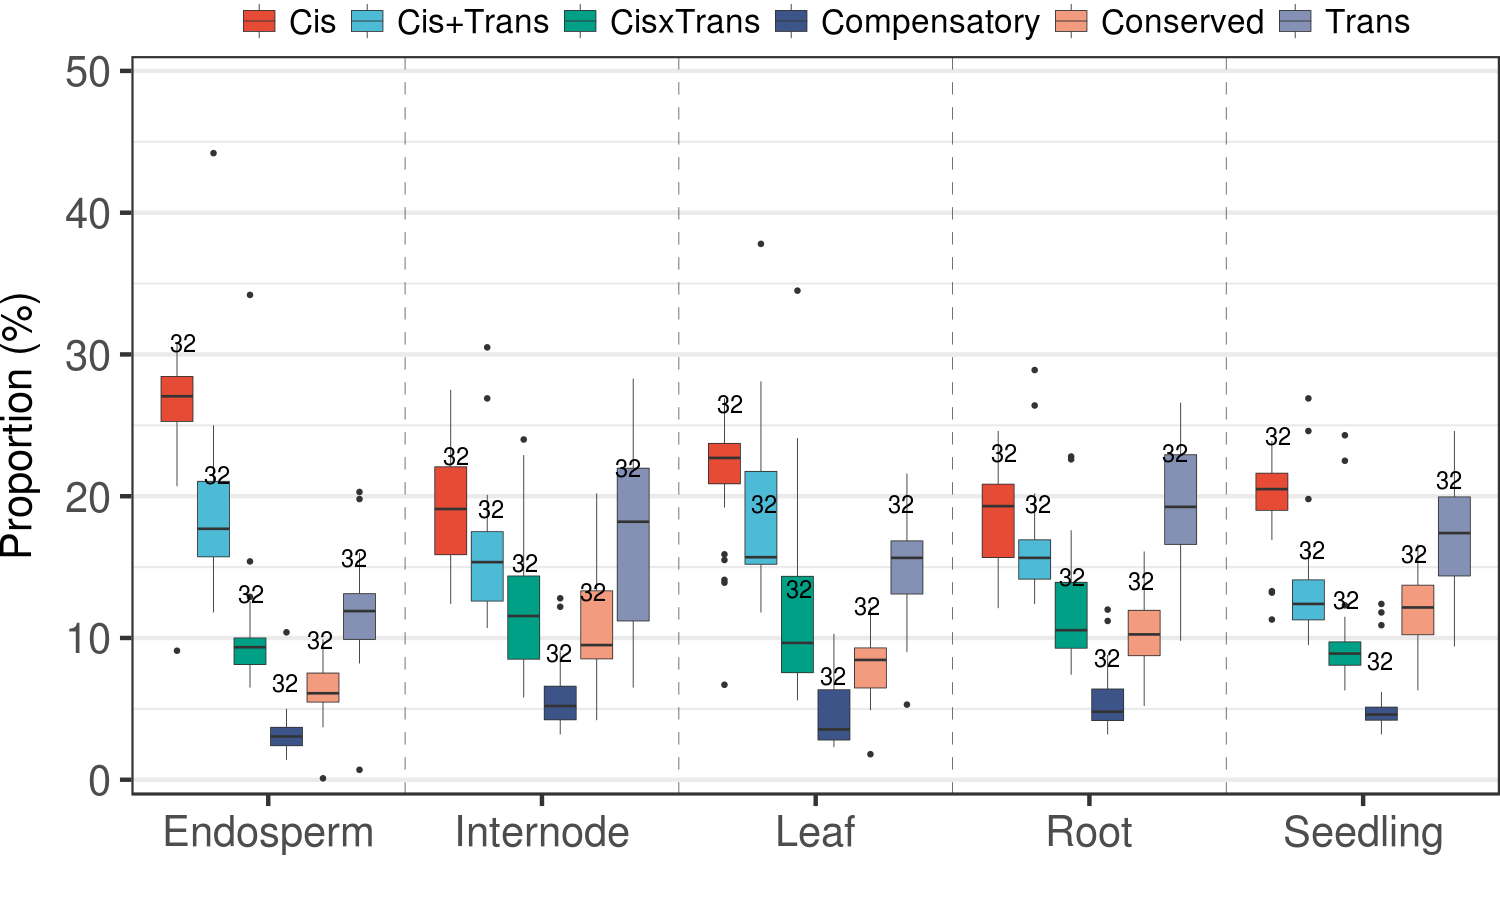 Cis Cis+Trans CisxTrans Compensatory Conserved Trans
Proportion (%)
50
40
30
20
10
0
32 32 32 32 32 32
32 32 32 32 32 32
32 32 32 32 32 32
32 32 32 32 32 32
32 32 32 32 32 32
Endosperm Internode Leaf Root Seedling